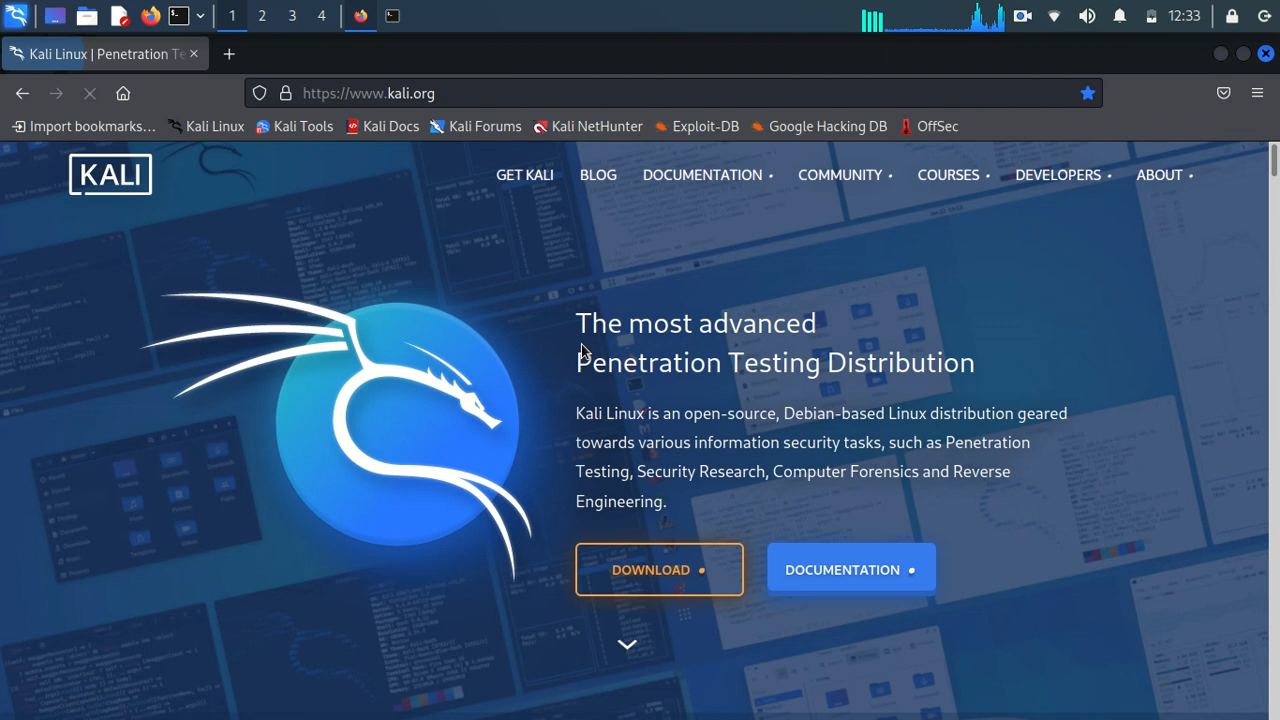 1 2 3 4 12:33
Kali Linux | Penetration Te
https://www.kali.org
Import bookmarks... Kali Linux Kali Tools Kali Docs Kali Forums Kali NetHunter Exploit-DB Google Hacking DB OffSec
KALI GET KALI BLOG DOCUMENTATION COMMUNITY COURSES DEVELOPERS ABOUT
The most advanced
Penetration Testing Distribution
Kali Linux is an open-source, Debian-based Linux distribution geared
towards various information security tasks, such as Penetration
Testing, Security Research, Computer Forensics and Reverse
Engineering.
DOWNLOAD DOCUMENTATION